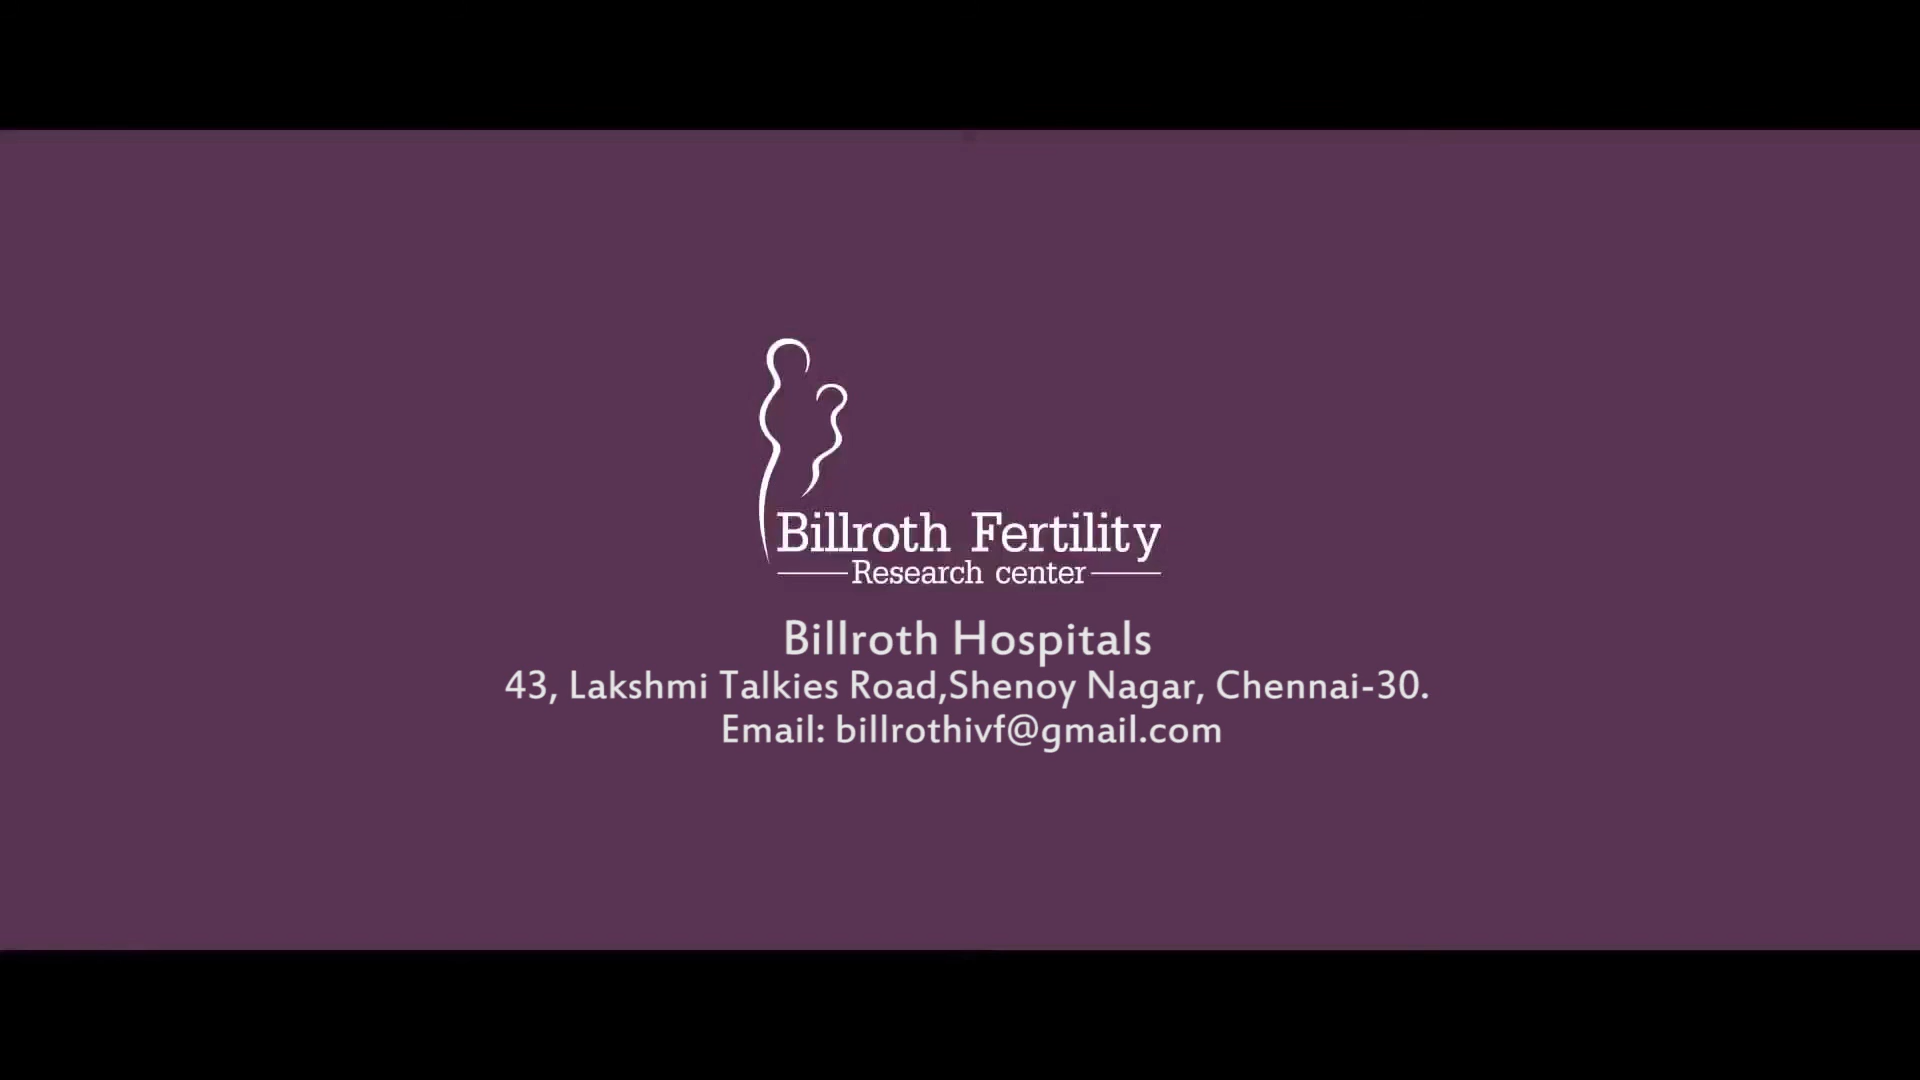 Billroth Fertility
Research center
Billroth Hospitals
43, Lakshmi Talkies Road,Shenoy Nagar, Chennai-30.
Email: billrothivf@gmail.com